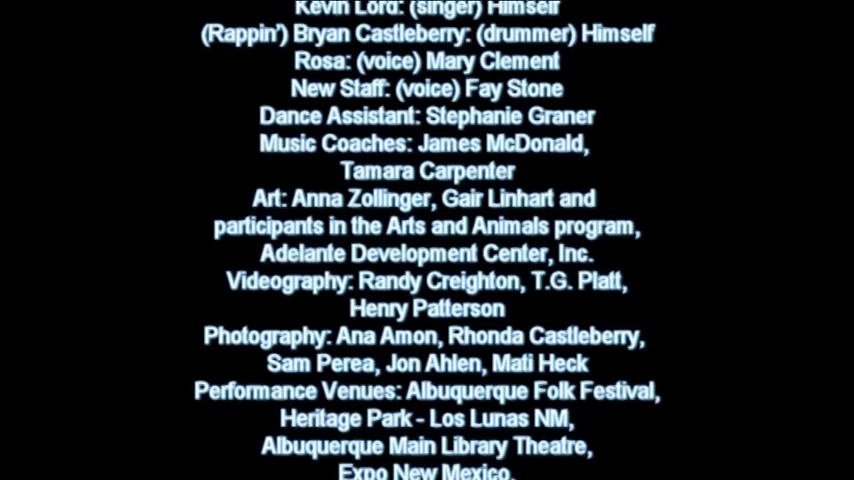 Kevin Lord: (singer) Himself
(Rappin') Bryan Castleberry: (drummer) Himself
Rosa: (voice) Mary Clement
New Staff: (voice) Fay Stone
Dance Assistant: Stephanie Graner
Music Coaches: James McDonald,
Tamara Carpenter
Art: Anna Zollinger, Gair Linhart and
participants in the Arts and Animals program,
Adelante Development Center, Inc.
Videography: Randy Creighton, T.G. Platt,
Henry Patterson
Photography: Ana Amon, Rhonda Castleberry,
Sam Perea, Jon Ahlen, Mati Heck
Performance Venues: Albuquerque Folk Festival,
Heritage Park - Los Lunas NM,
Albuquerque Main Library Theatre,
Expo New Mexico,